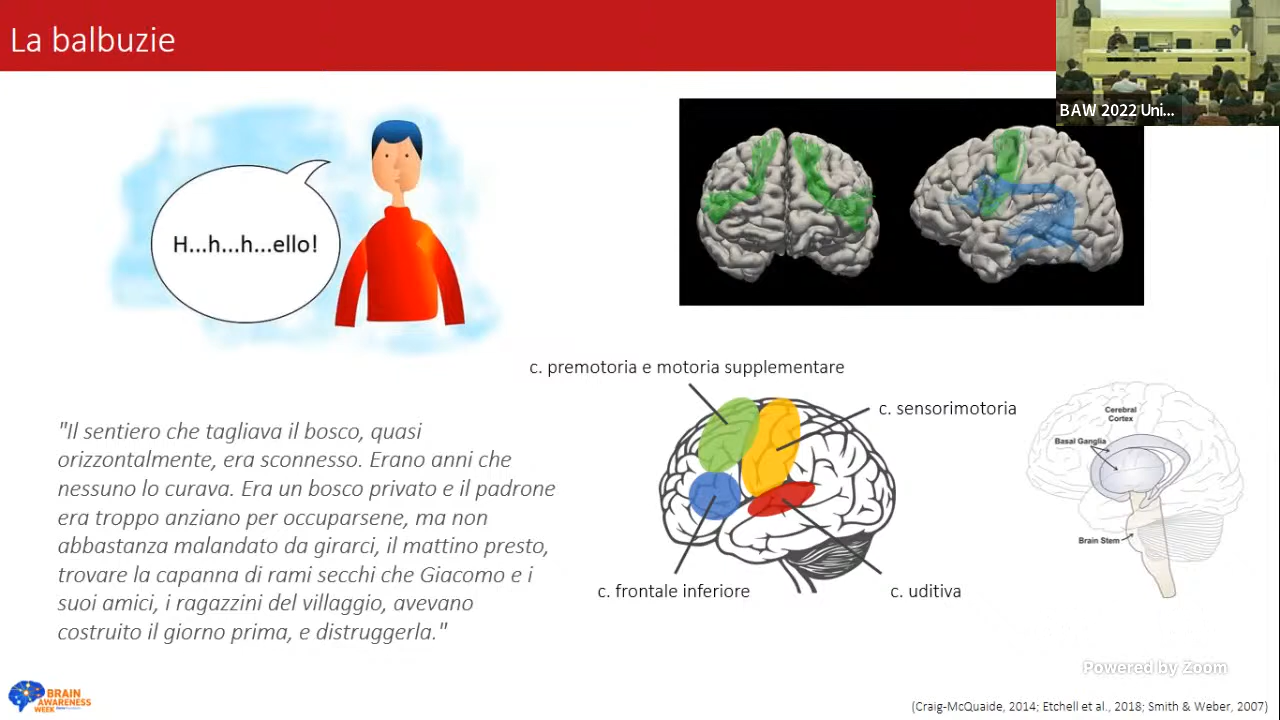 La balbuzie
BAW 2022 Uni...
H...h...h...ello!
c. premotoria e motoria supplementare
c. sensorimotoria
Cerebral
Cortex
Basal Ganglia
Brain Stem
c. frontale inferiore
c. uditiva
"Il sentiero che tagliava il bosco, quasi
orizzontalmente, era sconnesso. Erano anni che
nessuno lo curava. Era un bosco privato e il padrone
era troppo anziano per occuparsene, ma non
abbastanza malandato da girarci, il mattino presto,
trovare la capanna di rami secchi che Giacomo e i
suoi amici, i ragazzini del villaggio, avevano
costruito il giorno prima, e distruggerla."
Powered by Zoom
BRAIN
AWARENESS
WEEK
(Craig-McQuaide, 2014; Etchell et al., 2018; Smith & Weber, 2007)